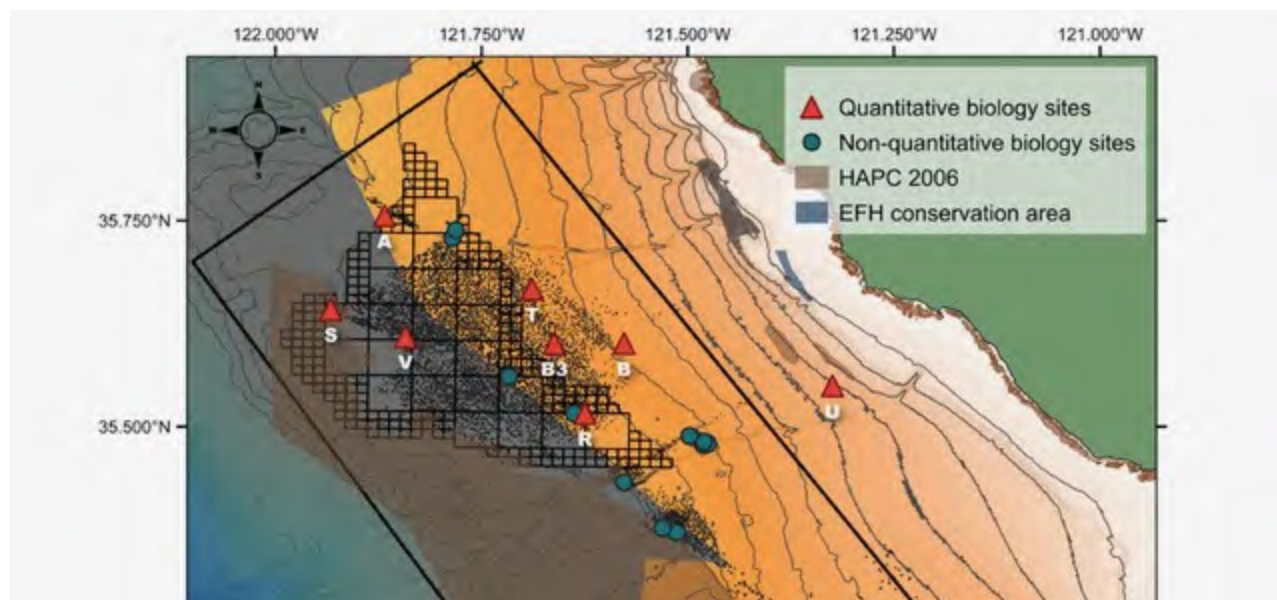 122.000°W 121.750°W 121.500°W 121.250°W 121.000°W
N
W E
S
Quantitative biology sites
Non-quantitative biology sites
HAPC 2006
EFH conservation area
35.750°N
A
T
S
V
B3 B
U
35.500°N
R